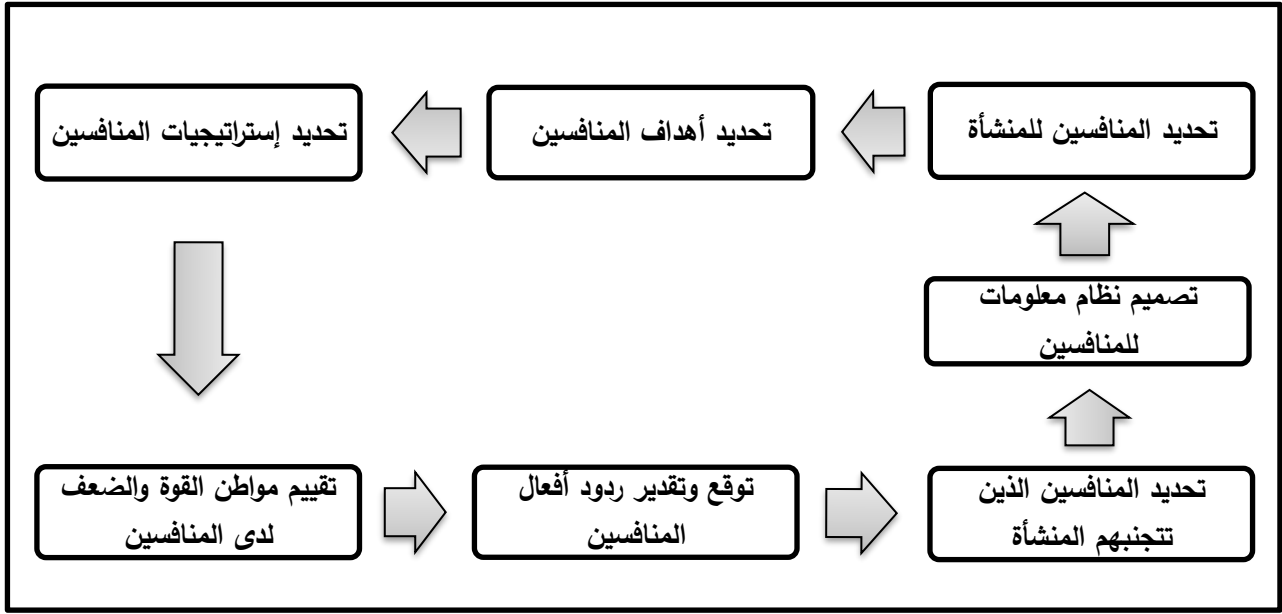 تحديد المنافسين للمنشأة
تحديد أهداف المنافسين
تحديد إستراتيجيات المنافسين
تصميم نظام معلومات
للمنافسين
تقييم مواطن القوة والضعف
لدى المنافسين
توقع وتقدير ردود أفعال
المنافسين
تحديد المنافسين الذين
تتجنبهم المنشأة